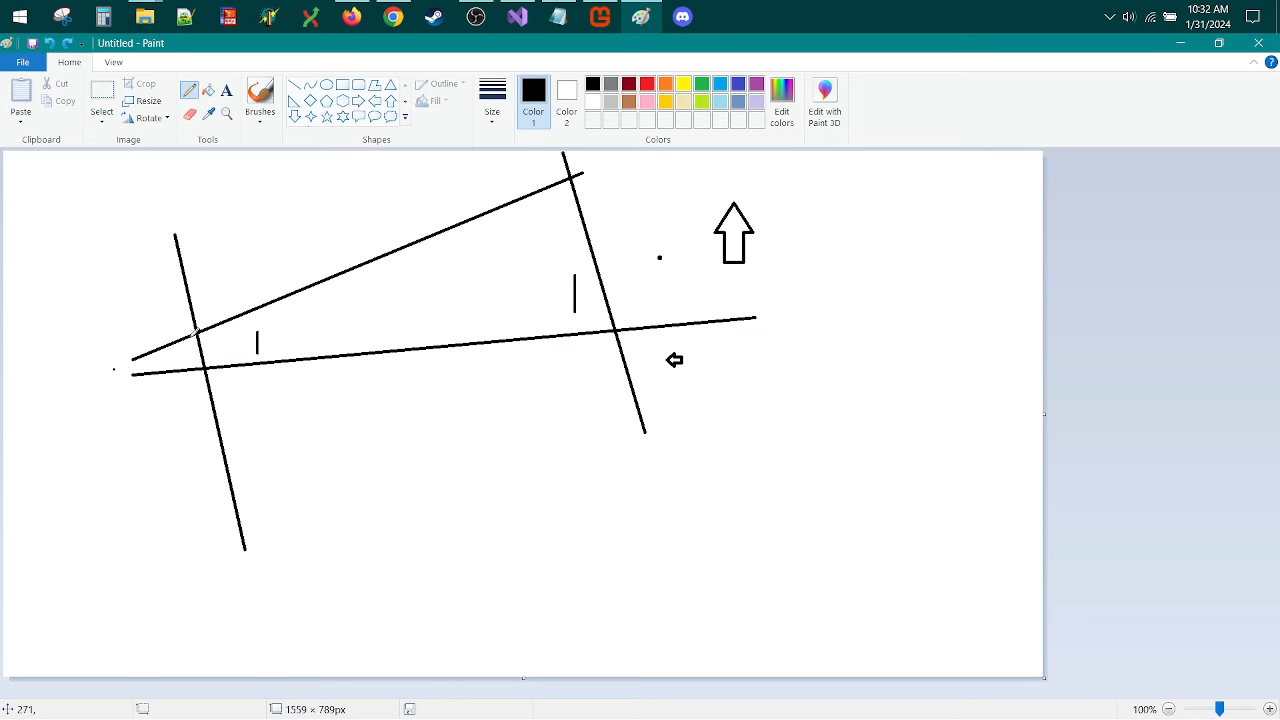 10:32 AM
1/31/2024
Untitled - Paint
File
Home
View
Paste
Cut
Copy
Clipboard
Select
Crop
Resize
Rotate
Image
A
Tools
Brushes
Shapes
Outline
Fill
Size
Color
1
Color
2
Edit
colors
Colors
Edit with
Paint 3D
271,
1559 × 789px
100%